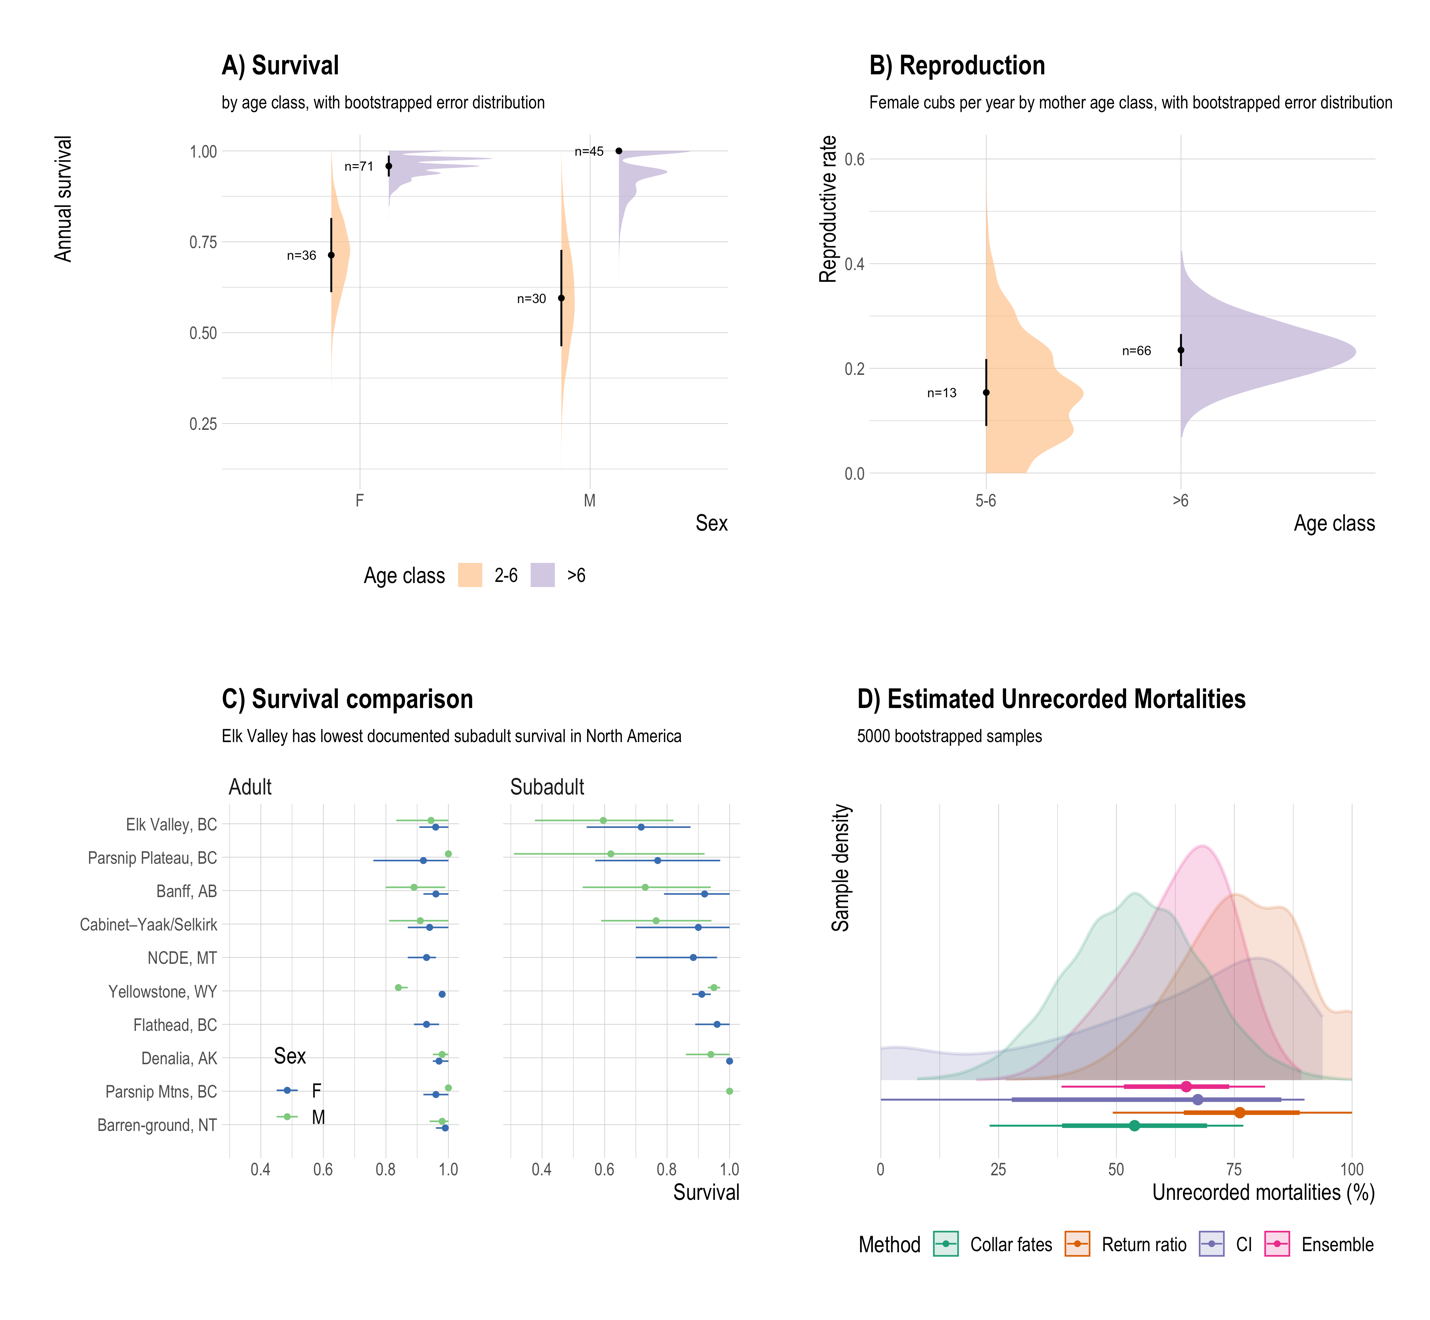 A) Survival
by age class, with bootstrapped error distribution
Annual survival
1.00
0.75
0.50
0.25
n=71
n=45
n=36
n=30
F
M
Sex
Age class
2-6
>6
B) Reproduction
Female cubs per year by mother age class, with bootstrapped error distribution
Reproductive rate
0.6
0.4
0.2
0.0
n=66
n=13
5-6
>6
Age class
C) Survival comparison
Elk Valley has lowest documented subadult survival in North America
Adult
Subadult
Elk Valley, BC
Parsnip Plateau, BC
Banff, AB
Cabinet–Yaak/Selkirk
NCDE, MT
Yellowstone, WY
Flathead, BC
Denalia, AK
Parsnip Mtns, BC
Barren-ground, NT
Sex
F
M
0.4
0.6
0.8
1.0
0.4
0.6
0.8
1.0
Survival
D) Estimated Unrecorded Mortalities
5000 bootstrapped samples
Sample density
0
25
50
75
100
Unrecorded mortalities (%)
Method
Collar fates
Return ratio
CI
Ensemble